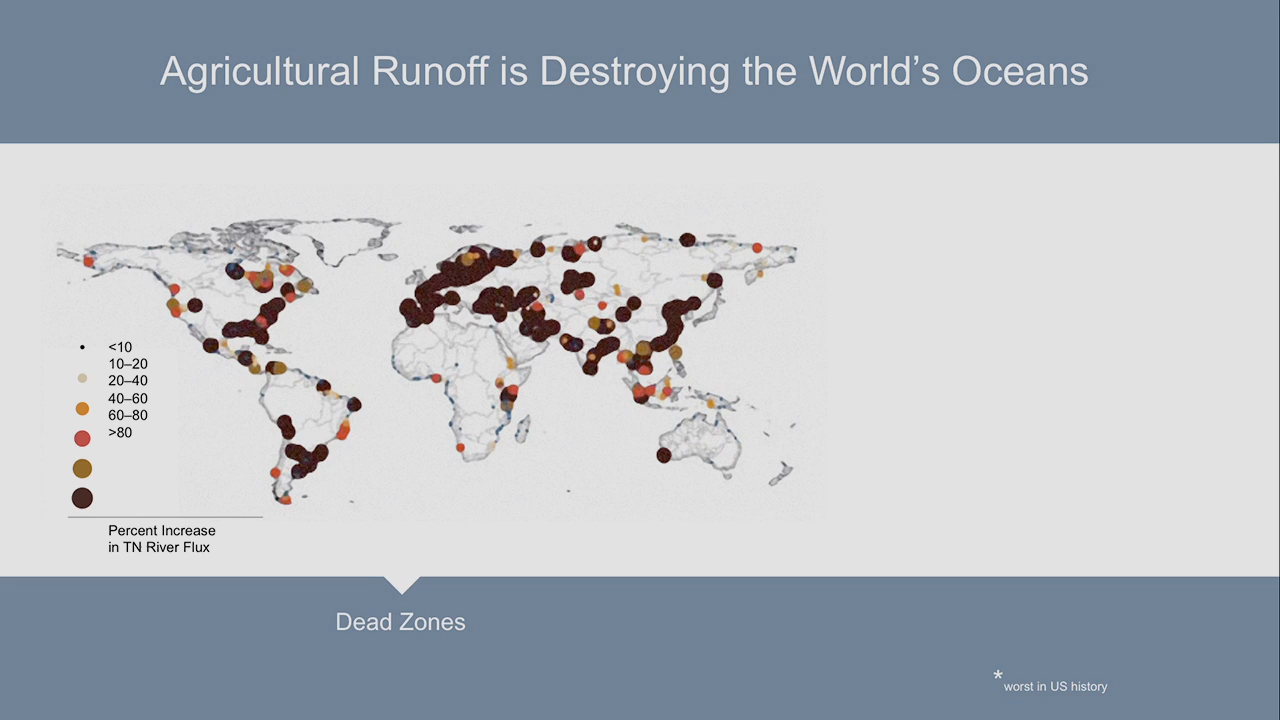 Agricultural Runoff is Destroying the World’s Oceans
<10
10–20
20–40
40–60
60–80
>80
Percent Increase
in TN River Flux
Dead Zones
*worst in US history